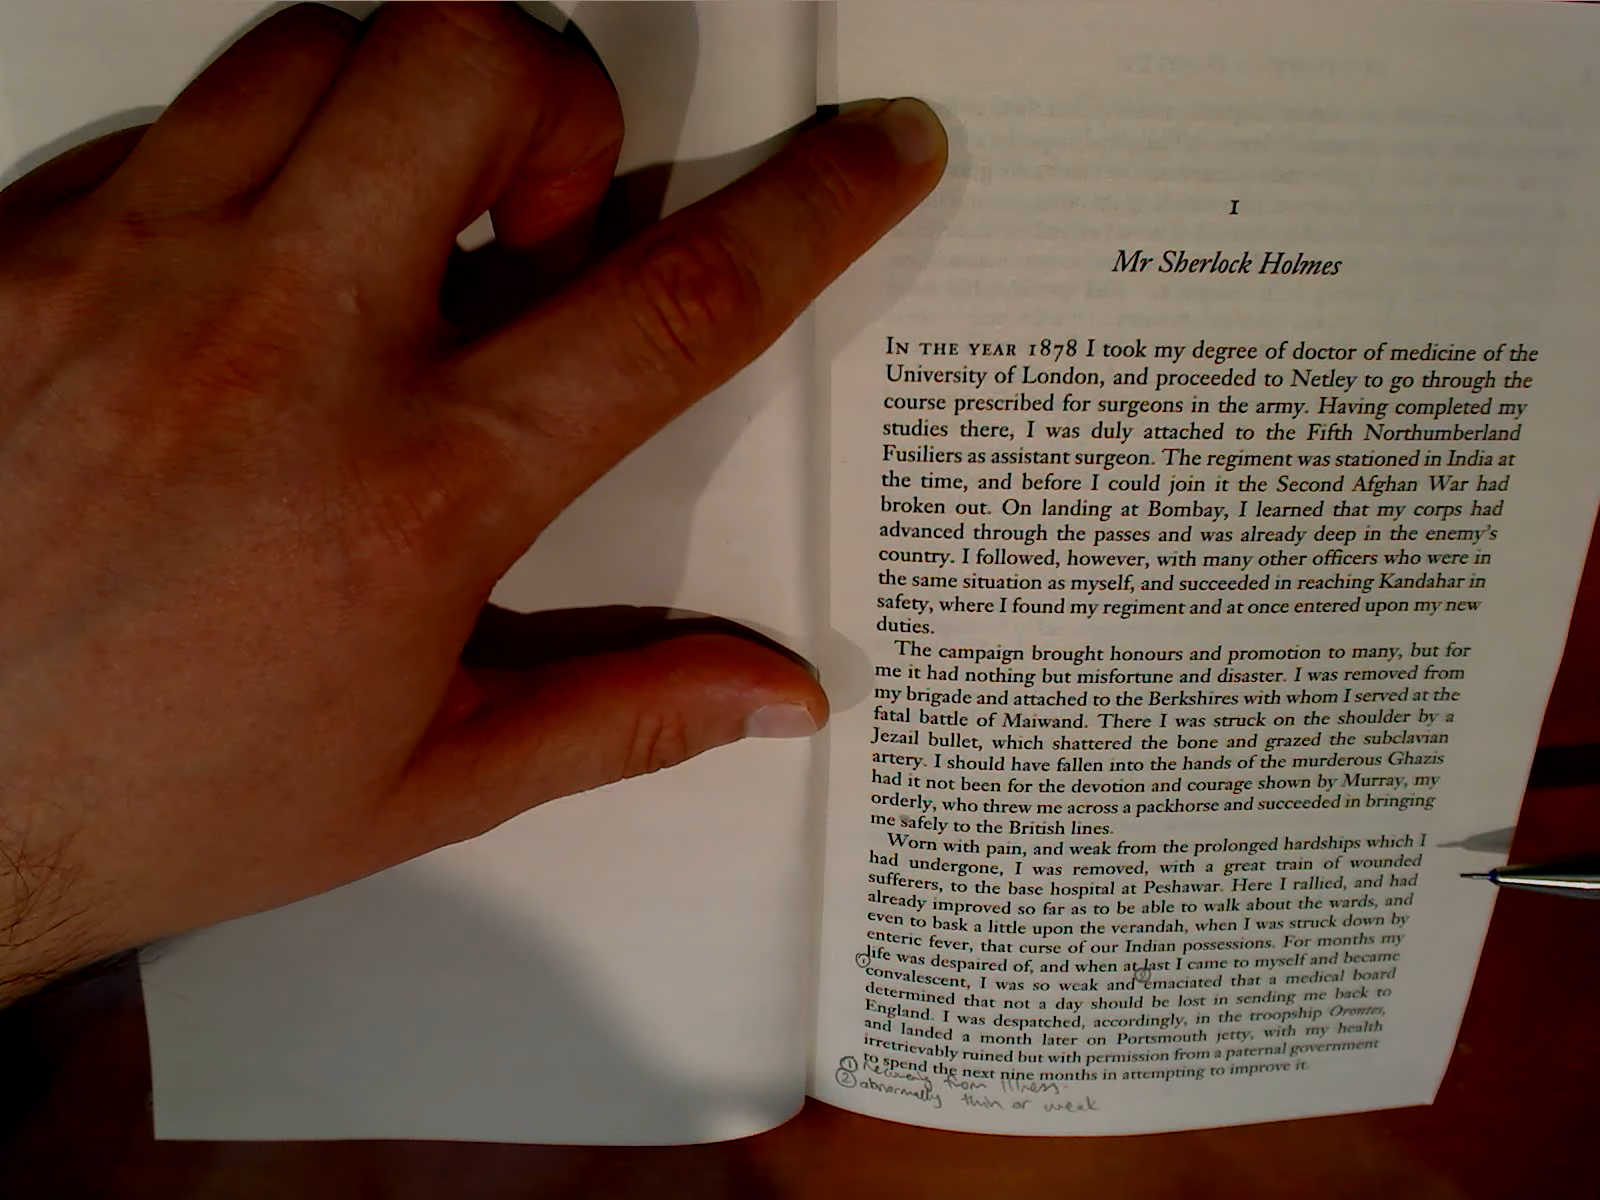 1
Mr Sherlock Holmes
IN THE YEAR 1878 I took my degree of doctor of medicine of the
University of London, and proceeded to Netley to go through the
course prescribed for surgeons in the army. Having completed my
studies there, I was duly attached to the Fifth Northumberland
Fusiliers as assistant surgeon. The regiment was stationed in India at
the time, and before I could join it the Second Afghan War had
broken out. On landing at Bombay, I learned that my corps had
advanced through the passes and was already deep in the enemy's
country. I followed, however, with many other officers who were in
the same situation as myself, and succeeded in reaching Kandahar in
safety, where I found my regiment and at once entered upon my new
duties.
The campaign brought honours and promotion to many, but for
me it had nothing but misfortune and disaster. I was removed from
my brigade and attached to the Berkshires with whom I served at the
fatal battle of Maiwand. There I was struck on the shoulder by a
Jezail bullet, which shattered the bone and grazed the subclavian
artery. I should have fallen into the hands of the murderous Ghazis
had it not been for the devotion and courage shown by Murray, my
orderly, who threw me across a packhorse and succeeded in bringing
me safely to the British lines.
Worn with pain, and weak from the prolonged hardships which I
had undergone, I was removed, with a great train of wounded
sufferers, to the base hospital at Peshawar. Here I rallied, and had
already improved so far as to be able to walk about the wards, and
even to bask a little upon the verandah, when I was struck down by
enteric fever, that curse of our Indian possessions. For months my
life was despaired of, and when at last I came to myself and became
① convalescent, I was so weak and ② emaciated that a medical board
determined that not a day should be lost in sending me back to
England. I was despatched, accordingly, in the troopship Orontes,
and landed a month later on Portsmouth jetty, with my health
irretrievably ruined but with permission from a paternal government
to spend the next nine months in attempting to improve it.
① Recovering from illness.
② abnormally thin or weak